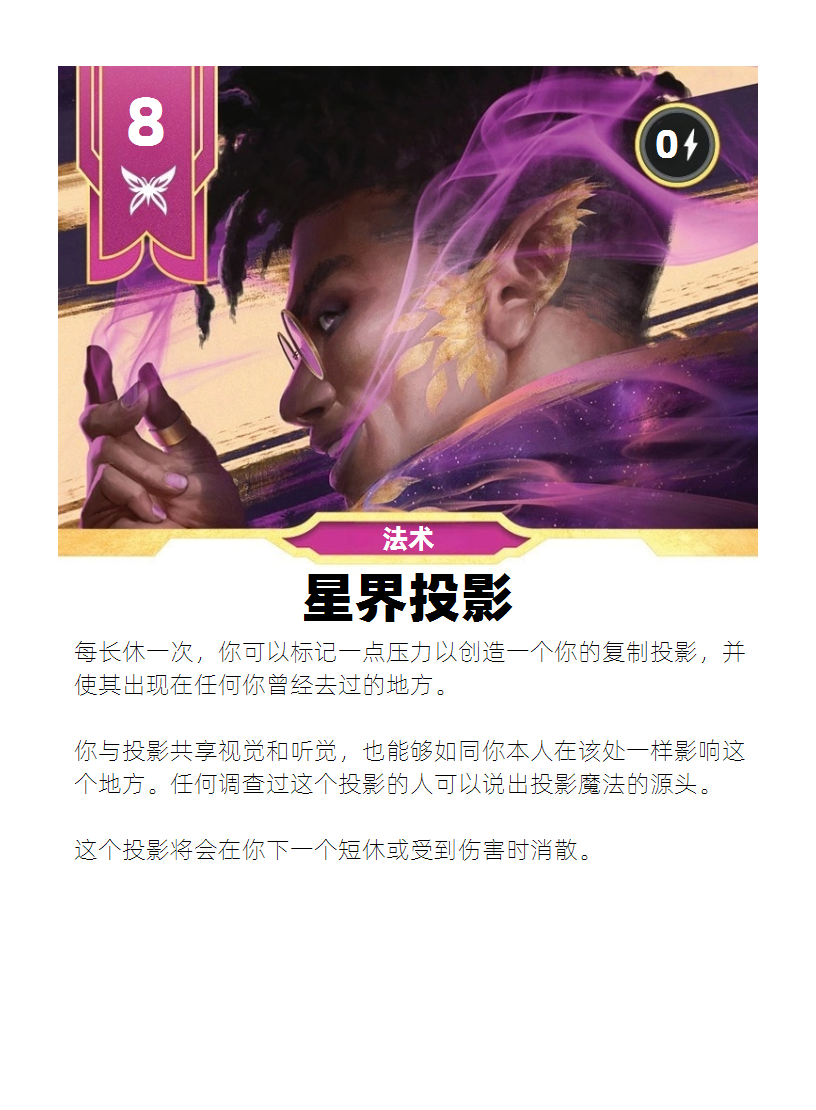 8
0
法术
星界投影
每长休一次，你可以标记一点压力以创造一个你的复制投影，并
使其出现在任何你曾经去过的地方。
你与投影共享视觉和听觉，也能够如同你本人在该处一样影响这
个地方。任何调查过这个投影的人可以说出投影魔法的源头。
这个投影将会在你下一个短休或受到伤害时消散。